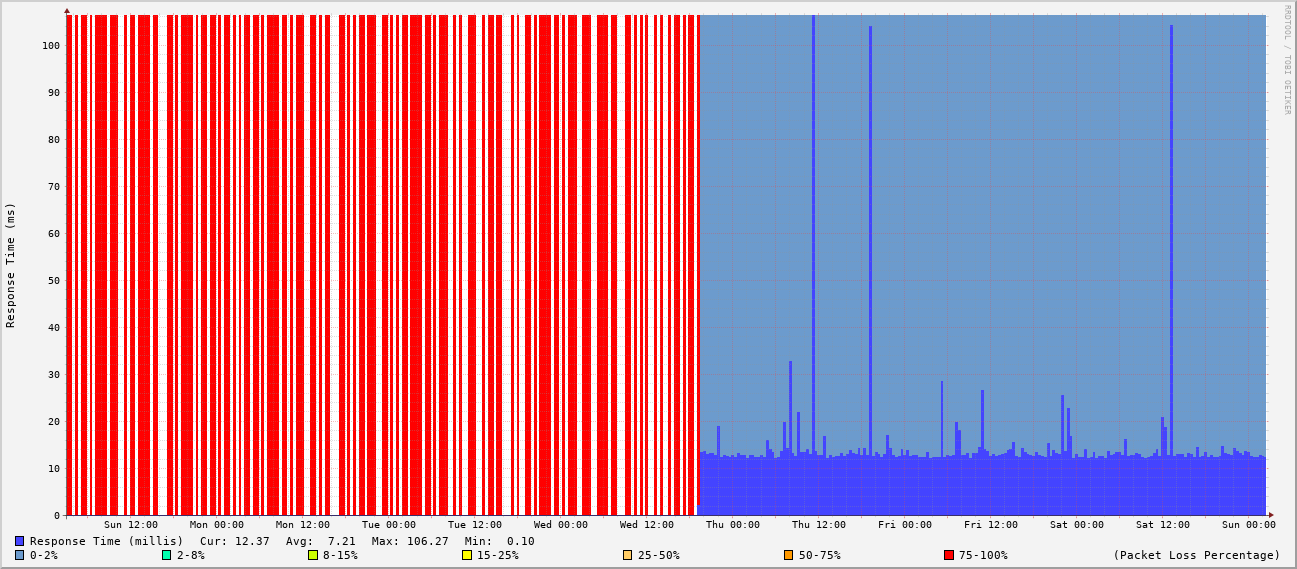 RRDTOOL / TOBI OETIKER
Response Time (ms)
100
90
80
70
60
50
40
30
20
10
0
Sun 12:00 Mon 00:00 Mon 12:00 Tue 00:00 Tue 12:00 Wed 00:00 Wed 12:00 Thu 00:00 Thu 12:00 Fri 00:00 Fri 12:00 Sat 00:00 Sat 12:00 Sun 00:00
Response Time (millis) Cur: 12.37 Avg: 7.21 Max: 106.27 Min: 0.10
0-2% 2-8% 8-15% 15-25% 25-50% 50-75% 75-100% (Packet Loss Percentage)